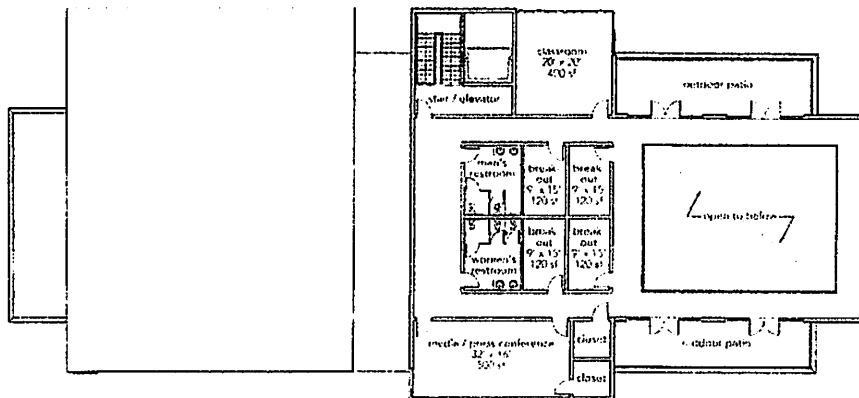 classroom
20' x 20'
400 sf
outdoor patio
stair / elevator
men's
restroom
break
out
9' x 15'
120 sf
break
out
9' x 15'
120 sf
open to below
women's
restroom
break
out
9' x 15'
120 sf
break
out
9' x 15'
120 sf
media / press conference
32' x 16'
500 sf
closet
outdoor patio
closet